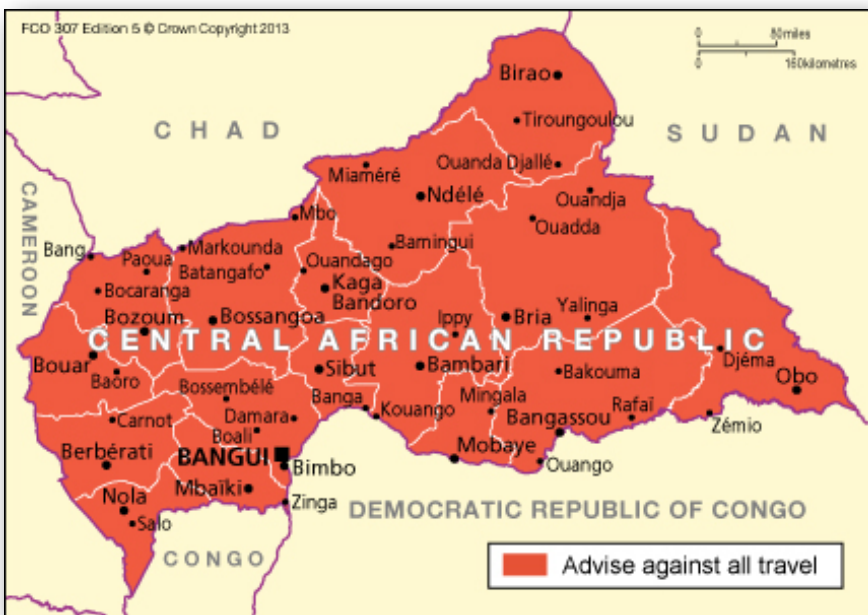 FCO 307 Edition 5 © Crown Copyright 2013
0 80miles
0 160kilometres
CHAD
SUDAN
CAMEROON
Birao
Tiroungoulou
Ouanda Djallé
Miaméré
Ndélé
Ouandja
Ouadda
Mbo
Bamingui
Bang
Paoua
Markounda
Batangafo
Ouandago
Bocaranga
Kaga
Bandoro
Bozoum
Bossangoa
Ippy
Bria
Yalinga
CENTRAL AFRICAN REPUBLIC
Bouar
Baoro
Sibut
Bambari
Bakouma
Djéma
Obo
Bossembélé
Banga
Kouango
Mingala
Carnot
Damara
Boali
Bangassou
Rafaï
Zémio
Berbérati
BANGUI
Bimbo
Mobaye
Ouango
Nola
Mbaïki
Zinga
Salo
DEMOCRATIC REPUBLIC OF CONGO
CONGO
Advise against all travel